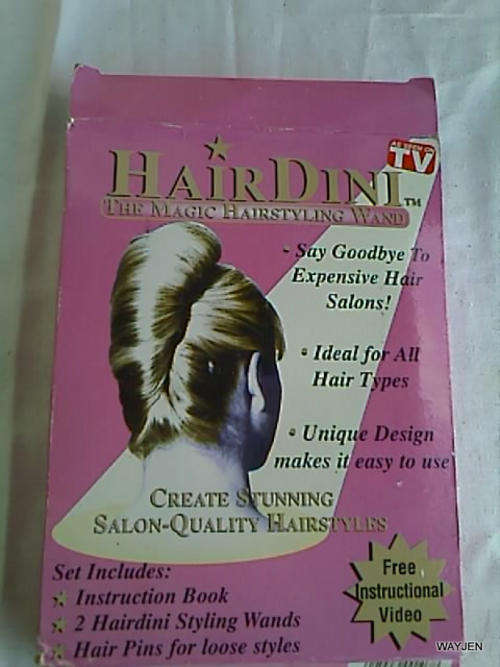 AS SEEN ON
TV
HAIRDINI™
THE MAGIC HAIRSTYLING WAND
- Say Goodbye To
Expensive Hair
Salons!
• Ideal for All
Hair Types
• Unique Design
makes it easy to use
CREATE STUNNING
SALON-QUALITY HAIRSTYLES
Set Includes:
Instruction Book
2 Hairdini Styling Wands
Hair Pins for loose styles
Free
Instructional
Video
WAYJEN